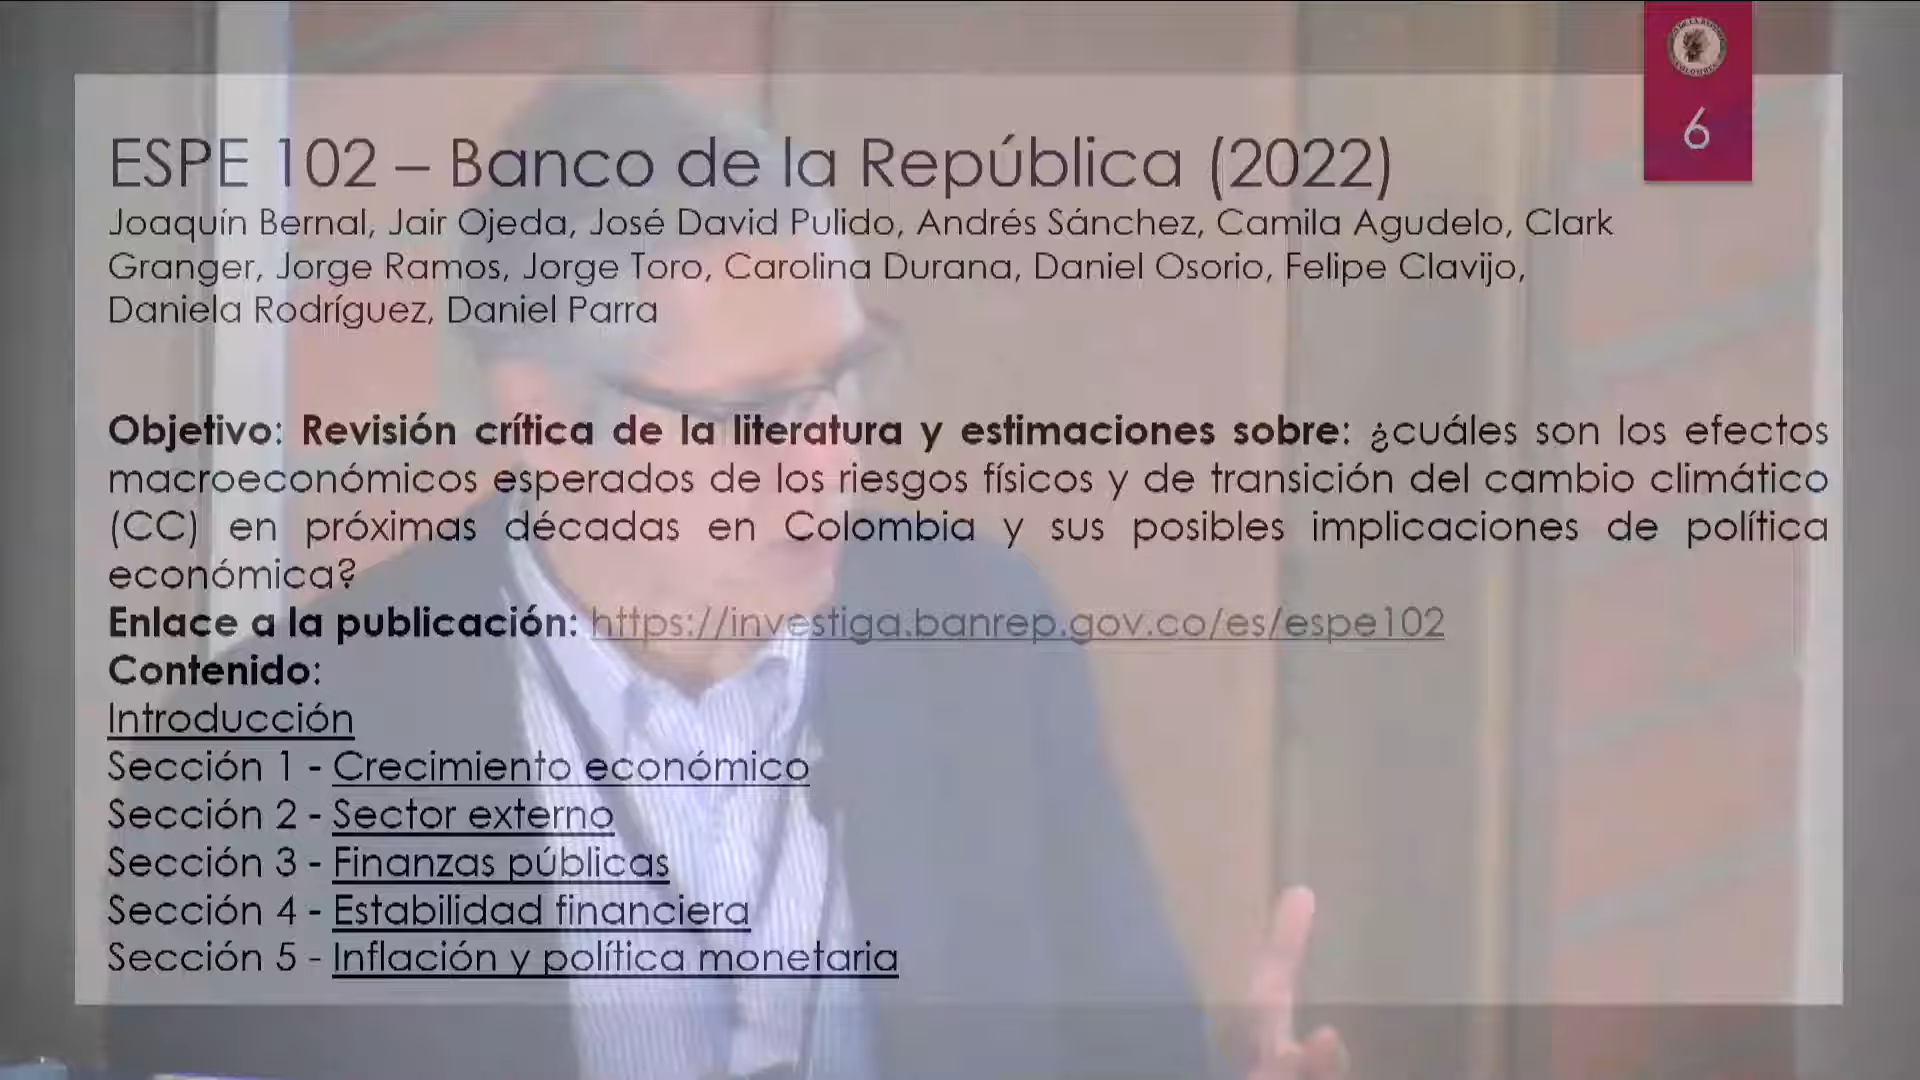 6
ESPE 102 – Banco de la República (2022)
Joaquín Bernal, Jair Ojeda, José David Pulido, Andrés Sánchez, Camila Agudelo, Clark
Granger, Jorge Ramos, Jorge Toro, Carolina Durana, Daniel Osorio, Felipe Clavijo,
Daniela Rodríguez, Daniel Parra
Objetivo: Revisión crítica de la literatura y estimaciones sobre: ¿cuáles son los efectos
macroeconómicos esperados de los riesgos físicos y de transición del cambio climático
(CC) en próximas décadas en Colombia y sus posibles implicaciones de política
económica?
Enlace a la publicación: https://investiga.banrep.gov.co/es/espe102
Contenido:
Introducción
Sección 1 - Crecimiento económico
Sección 2 - Sector externo
Sección 3 - Finanzas públicas
Sección 4 - Estabilidad financiera
Sección 5 - Inflación y política monetaria